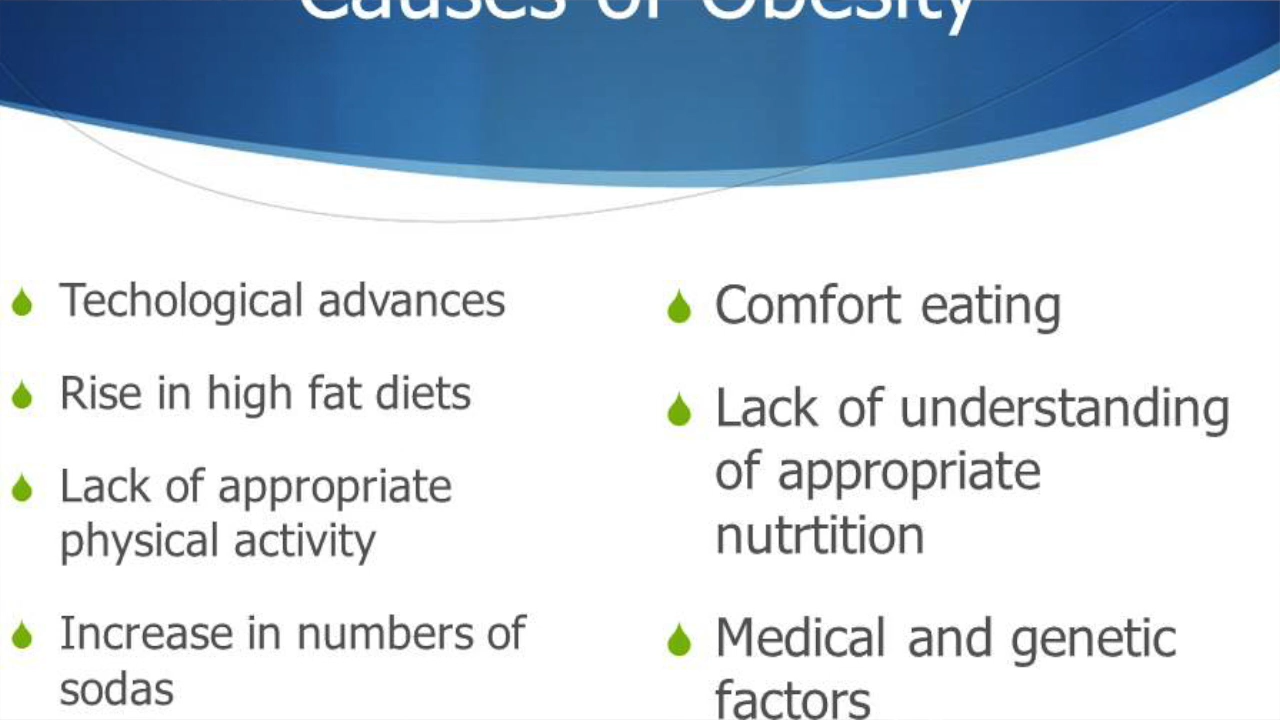 Causes of Obesity
Techological advances
Rise in high fat diets
Lack of appropriate
physical activity
Increase in numbers of
sodas
Comfort eating
Lack of understanding
of appropriate
nutrtition
Medical and genetic
factors